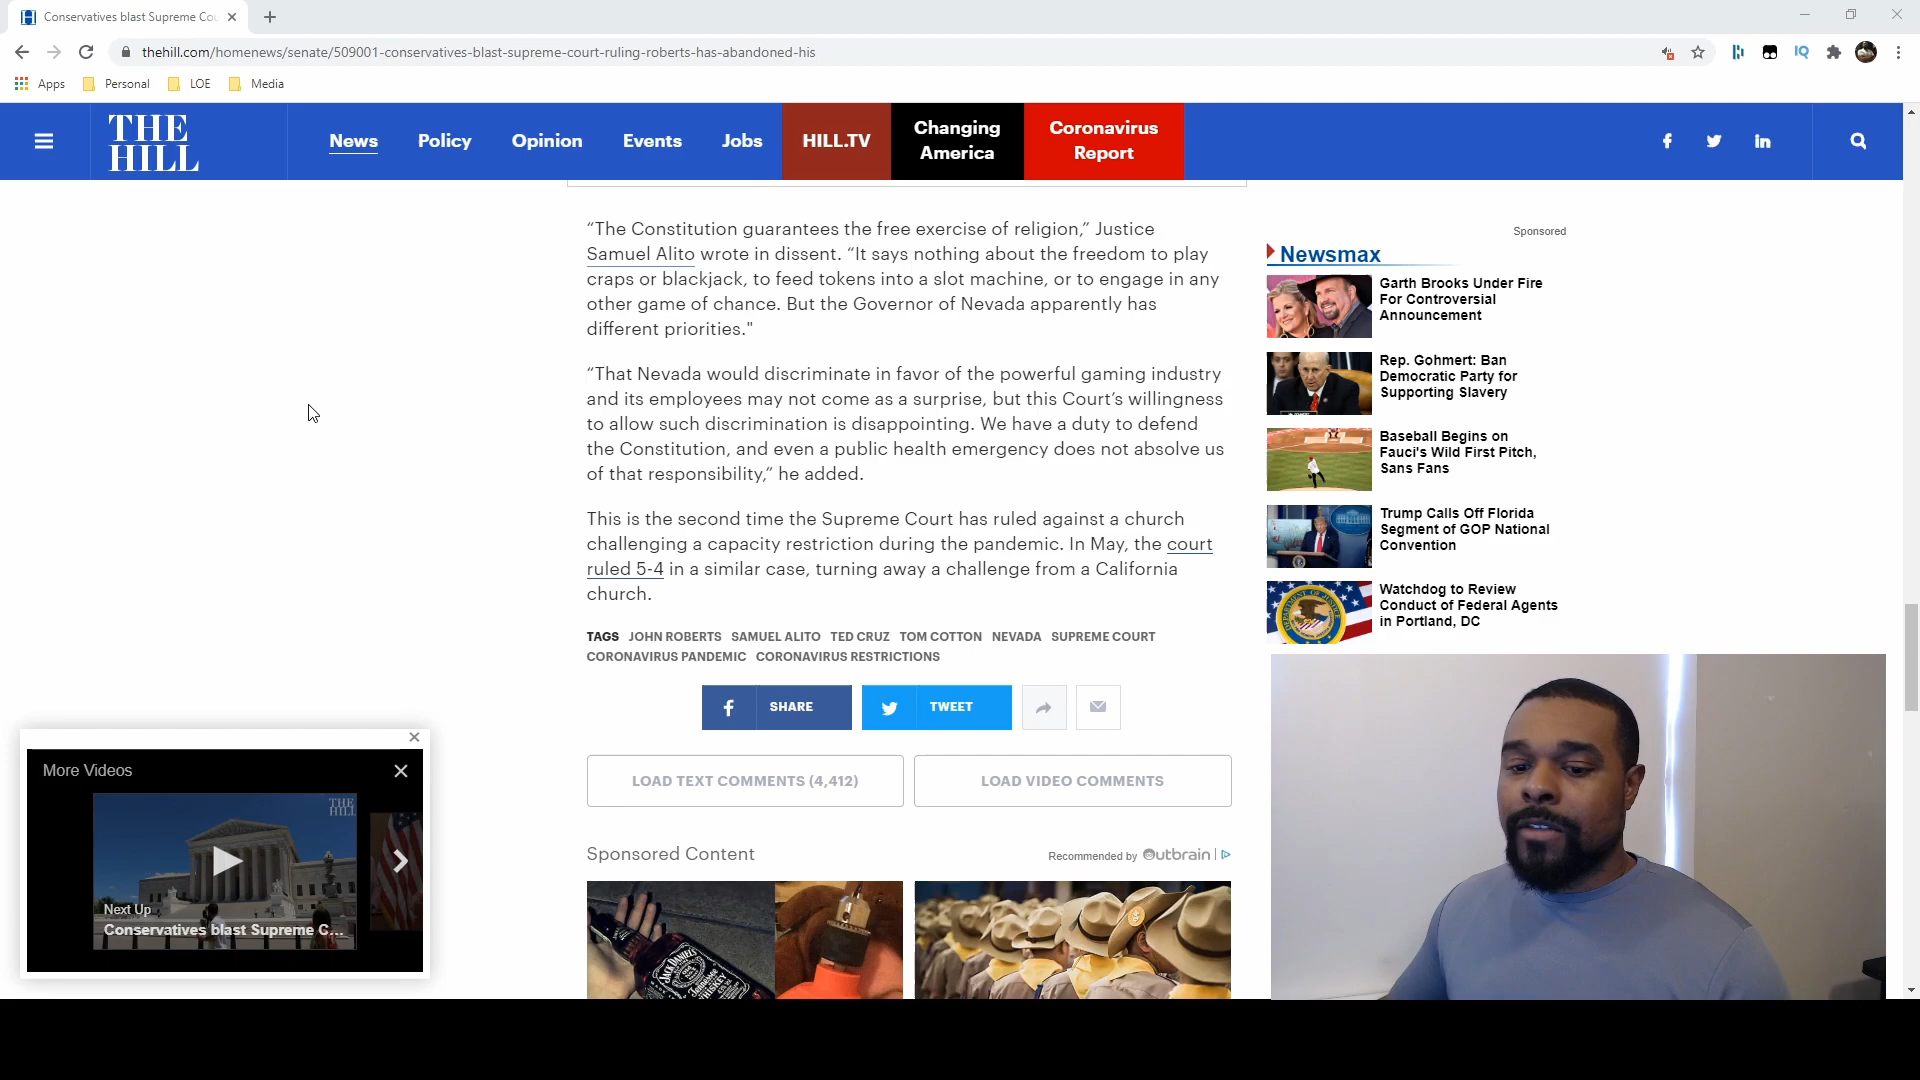 Conservatives blast Supreme Cou
thehill.com/homenews/senate/509001-conservatives-blast-supreme-court-ruling-roberts-has-abandoned-his
Apps
Personal
LOE
Media
THE
HILL
News
Policy
Opinion
Events
Jobs
HILL.TV
Changing
America
Coronavirus
Report
“The Constitution guarantees the free exercise of religion,” Justice
Samuel Alito wrote in dissent. “It says nothing about the freedom to play
craps or blackjack, to feed tokens into a slot machine, or to engage in any
other game of chance. But the Governor of Nevada apparently has
different priorities."
“That Nevada would discriminate in favor of the powerful gaming industry
and its employees may not come as a surprise, but this Court’s willingness
to allow such discrimination is disappointing. We have a duty to defend
the Constitution, and even a public health emergency does not absolve us
of that responsibility,” he added.
This is the second time the Supreme Court has ruled against a church
challenging a capacity restriction during the pandemic. In May, the court
ruled 5-4 in a similar case, turning away a challenge from a California
church.
TAGS JOHN ROBERTS SAMUEL ALITO TED CRUZ TOM COTTON NEVADA SUPREME COURT
CORONAVIRUS PANDEMIC CORONAVIRUS RESTRICTIONS
SHARE
TWEET
LOAD TEXT COMMENTS (4,412)
LOAD VIDEO COMMENTS
Sponsored Content
Recommended by Outbrain
JACK DANIEL'S
Tennessee
WHISKEY
Sponsored
Newsmax
Garth Brooks Under Fire
For Controversial
Announcement
Rep. Gohmert: Ban
Democratic Party for
Supporting Slavery
Baseball Begins on
Fauci's Wild First Pitch,
Sans Fans
Trump Calls Off Florida
Segment of GOP National
Convention
Watchdog to Review
Conduct of Federal Agents
in Portland, DC
More Videos
THE
HILL
Next Up
Conservatives blast Supreme C...